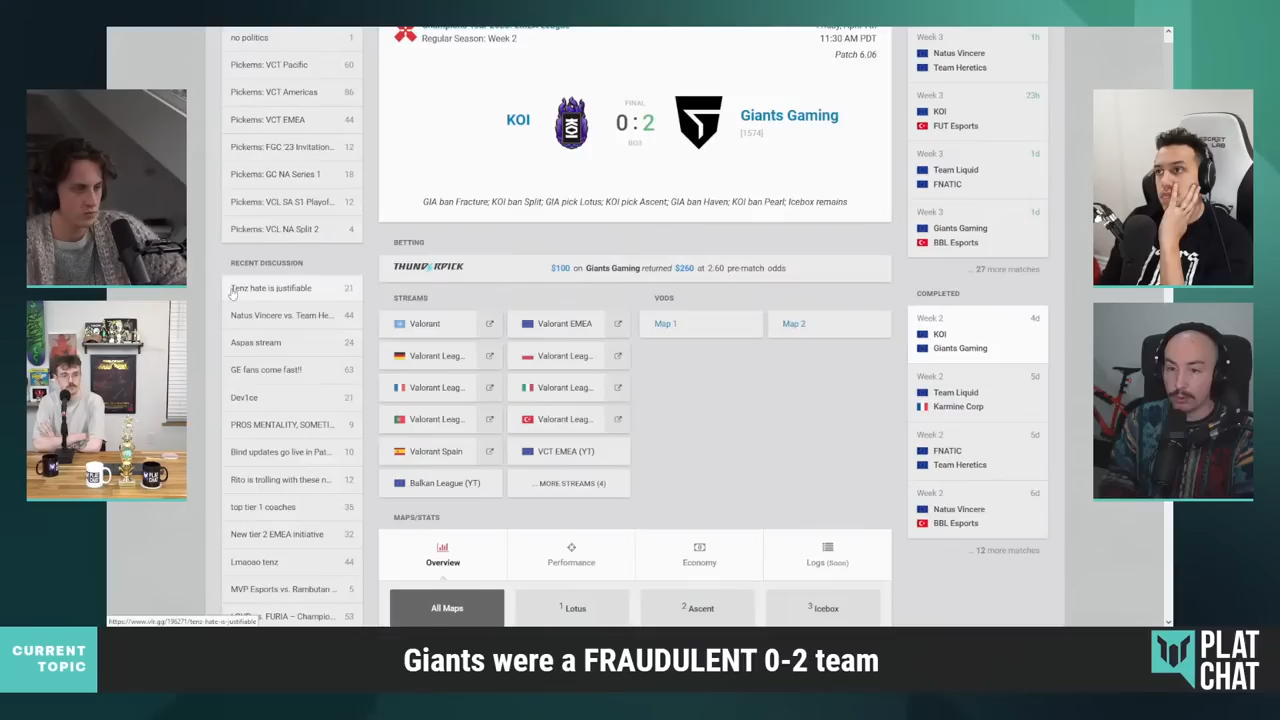 no politics 1
Pickems: VCT Pacific 60
Pickems: VCT Americas 86
Pickems: VCT EMEA 44
Pickems: FGC '23 Invitation... 12
Pickems: GC NA Series 1 18
Pickems: VCL SA S1 Playof... 12
Pickems: VCL NA Split 2 4
RECENT DISCUSSION
Tenz hate is justifiable 21
Natus Vincere vs. Team He... 44
Aspas stream 24
GE fans come fast!! 63
Dev1ce 21
PROS MENTALITY, SOMETI... 9
Bind updates go live in Pat... 10
Rito is trolling with these n... 12
top tier 1 coaches 35
New tier 2 EMEA initiative 32
Lmaoao tenz 44
MVP Esports vs. Rambutan ... 5
vs. FURIA – Champio... 53
https://www.vlr.gg/196271/tenz-hate-is-justifiable
Regular Season: Week 2
11:30 AM PDT
Patch 6.06
KOI
FINAL
0 : 2
BO3
Giants Gaming
[1574]
GIA ban Fracture; KOI ban Split; GIA pick Lotus; KOI pick Ascent; GIA ban Haven; KOI ban Pearl; Icebox remains
BETTING
THUNDERPICK
$100 on Giants Gaming returned $260 at 2.60 pre-match odds
STREAMS
VODS
Valorant
Valorant EMEA
Map 1
Map 2
Valorant Leag...
Valorant Leag...
Valorant Leag...
Valorant Leag...
Valorant Leag...
Valorant Leag...
Valorant Spain
VCT EMEA (YT)
Balkan League (YT)
... MORE STREAMS (4)
MAPS/STATS
Overview
Performance
Economy
Logs (Soon)
All Maps
1 Lotus
2 Ascent
3 Icebox
Week 3 1h
Natus Vincere
Team Heretics
Week 3 23h
KOI
FUT Esports
Week 3 1d
Team Liquid
FNATIC
Week 3 1d
Giants Gaming
BBL Esports
... 27 more matches
COMPLETED
Week 2 4d
KOI
Giants Gaming
Week 2 5d
Team Liquid
Karmine Corp
Week 2 5d
FNATIC
Team Heretics
Week 2 6d
Natus Vincere
BBL Esports
... 12 more matches
CURRENT
TOPIC
Giants were a FRAUDULENT 0-2 team
PLAT
CHAT